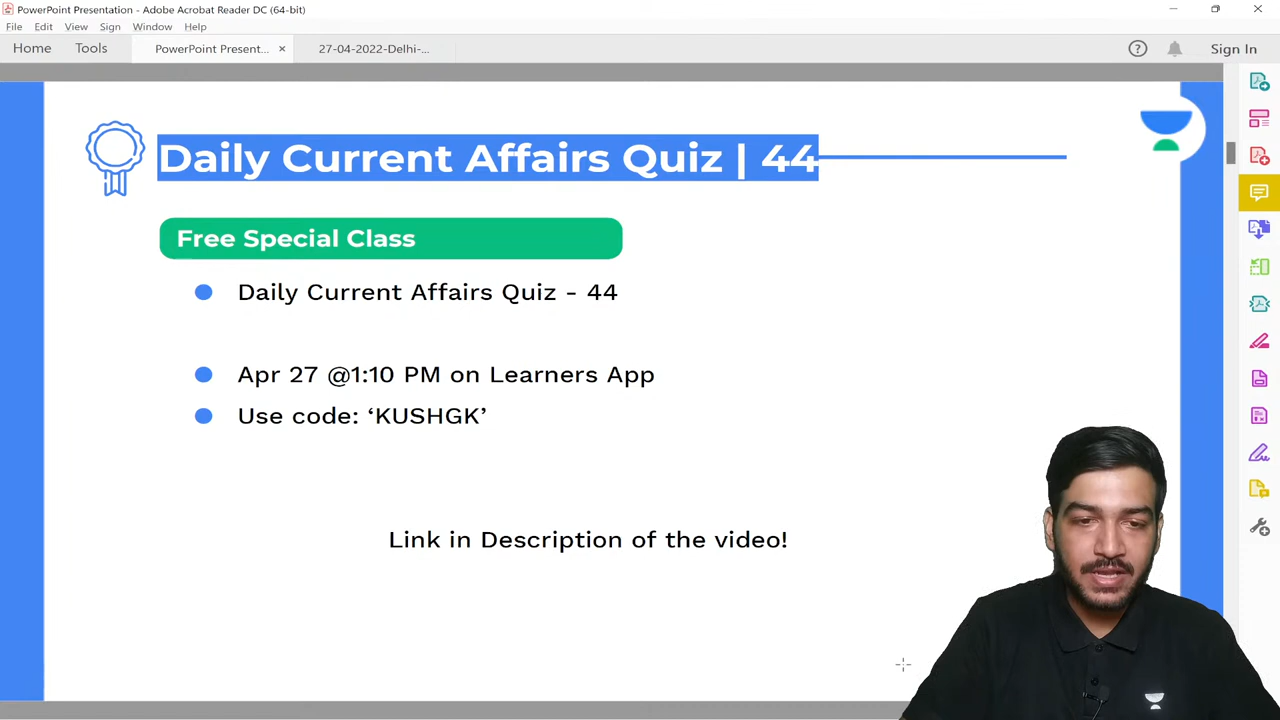 PowerPoint Presentation - Adobe Acrobat Reader DC (64-bit)
File Edit View Sign Window Help
Home Tools PowerPoint Present... × 27-04-2022-Delhi-... Sign In
Daily Current Affairs Quiz | 44
Free Special Class
Daily Current Affairs Quiz - 44
Apr 27 @1:10 PM on Learners App
Use code: ‘KUSHGK’
Link in Description of the video!